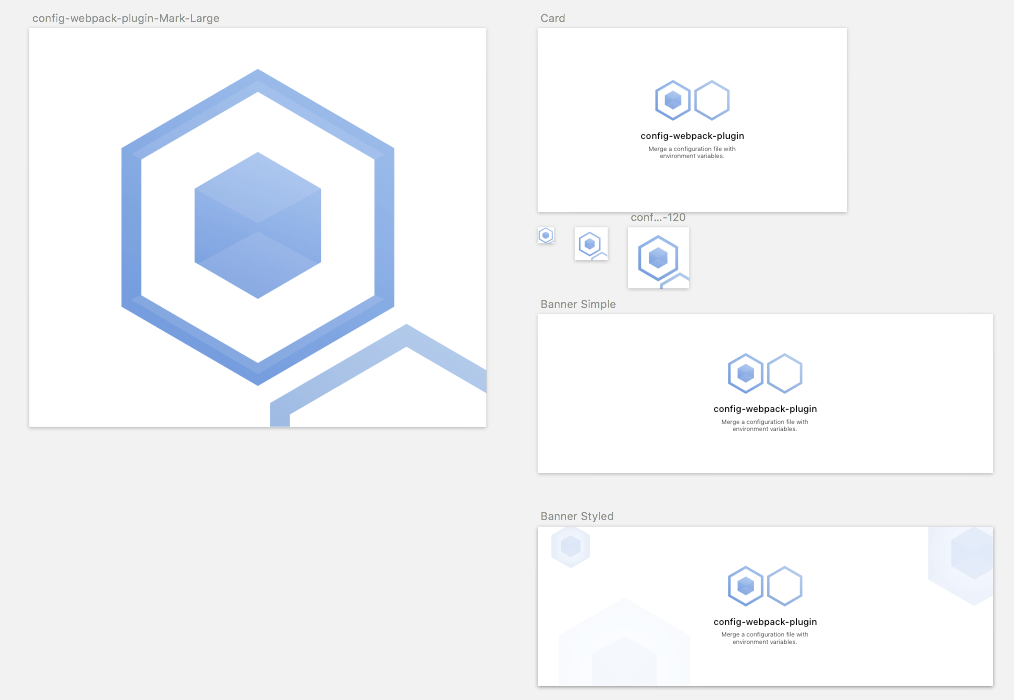 config-webpack-plugin-Mark-Large
Card
config-webpack-plugin
Merge a configuration file with
environment variables.
conf...-120
Banner Simple
config-webpack-plugin
Merge a configuration file with
environment variables.
Banner Styled
config-webpack-plugin
Merge a configuration file with
environment variables.